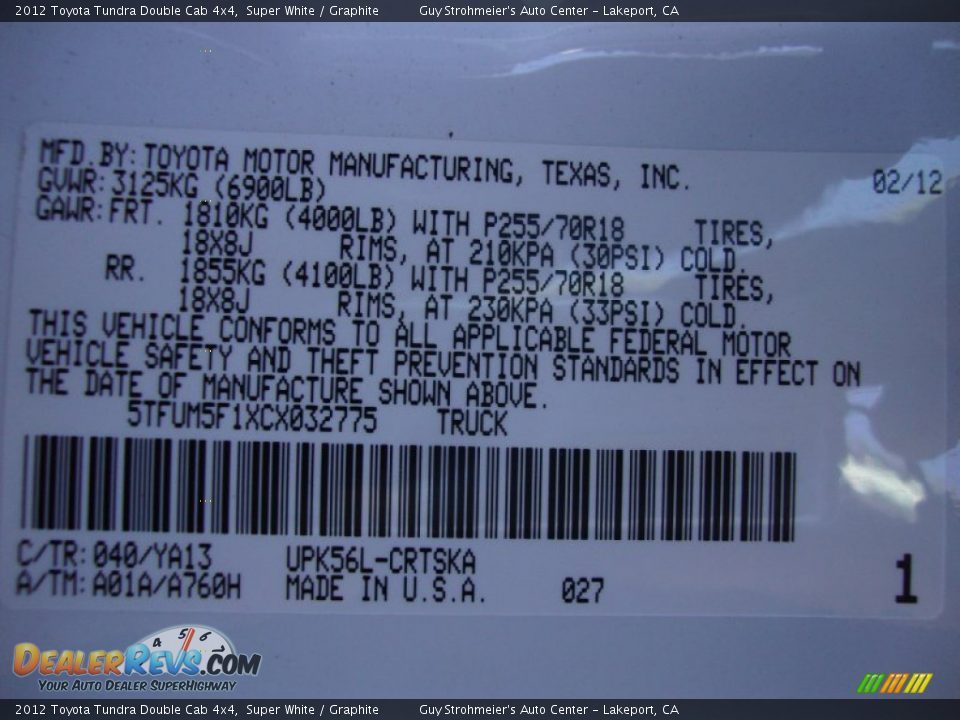 2012 Toyota Tundra Double Cab 4x4, Super White / Graphite Guy Strohmeier's Auto Center - Lakeport, CA
MFD.BY:TOYOTA MOTOR MANUFACTURING, TEXAS, INC. 02/12
GVWR:3125KG (6900LB)
GAWR:FRT. 1810KG (4000LB) WITH P255/70R18 TIRES,
18X8J RIMS, AT 210KPA (30PSI) COLD.
RR. 1855KG (4100LB) WITH P255/70R18 TIRES,
18X8J RIMS, AT 230KPA (33PSI) COLD.
THIS VEHICLE CONFORMS TO ALL APPLICABLE FEDERAL MOTOR
VEHICLE SAFETY AND THEFT PREVENTION STANDARDS IN EFFECT ON
THE DATE OF MANUFACTURE SHOWN ABOVE.
5TFUM5F1XCX032775 TRUCK
C/TR:040/YA13 UPK56L-CRTSKA
A/TM:A01A/A760H MADE IN U.S.A. 027 1
4 5 6 7
DEALERREVS.COM
YOUR AUTO DEALER SUPERHIGHWAY
2012 Toyota Tundra Double Cab 4x4, Super White / Graphite Guy Strohmeier's Auto Center - Lakeport, CA